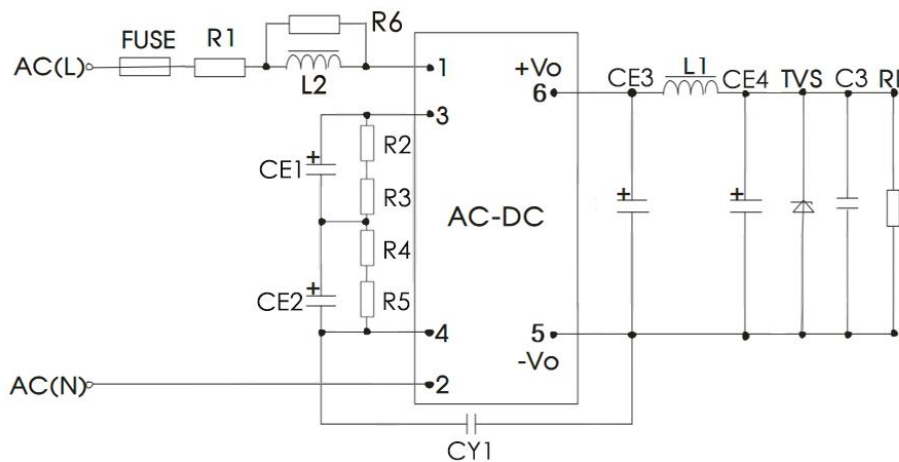 R6
FUSE R1
AC(L)
L2
1
+Vo
6
CE3 L1 CE4 TVS C3
3
R2
CE1
R3
AC-DC
R4
CE2
R5
4
5
-Vo
AC(N)
2
CY1